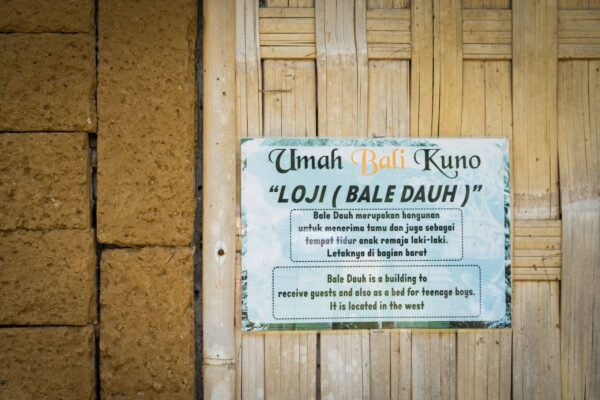 Umah Bali Kuno
“LOJI ( BALE DAUH )”
Bale Dauh merupakan bangunan
untuk menerima tamu dan juga sebagai
tempat tidur anak remaja laki-laki.
Letaknya di bagian barat
Bale Dauh is a building to
receive guests and also as a bed for teenage boys.
It is located in the west